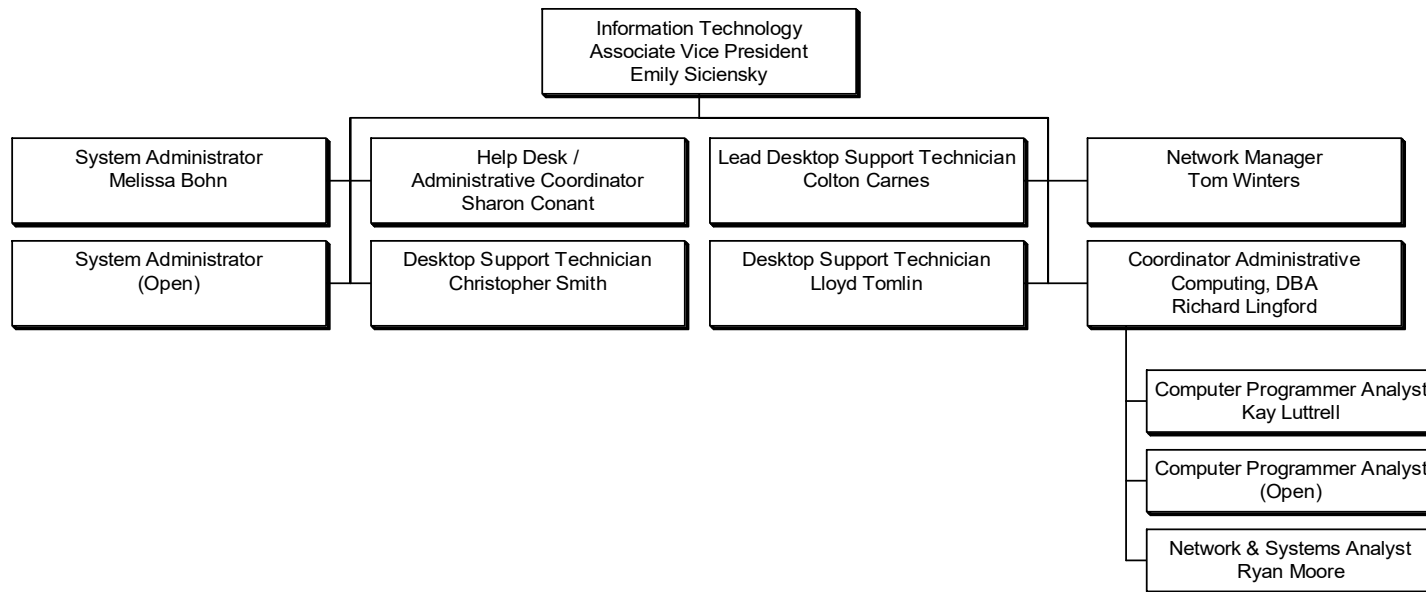 Information Technology
Associate Vice President
Emily Siciensky
System Administrator
Melissa Bohn
Help Desk /
Administrative Coordinator
Sharon Conant
Lead Desktop Support Technician
Colton Carnes
Network Manager
Tom Winters
System Administrator
(Open)
Desktop Support Technician
Christopher Smith
Desktop Support Technician
Lloyd Tomlin
Coordinator Administrative
Computing, DBA
Richard Lingford
Computer Programmer Analyst
Kay Luttrell
Computer Programmer Analyst
(Open)
Network & Systems Analyst
Ryan Moore